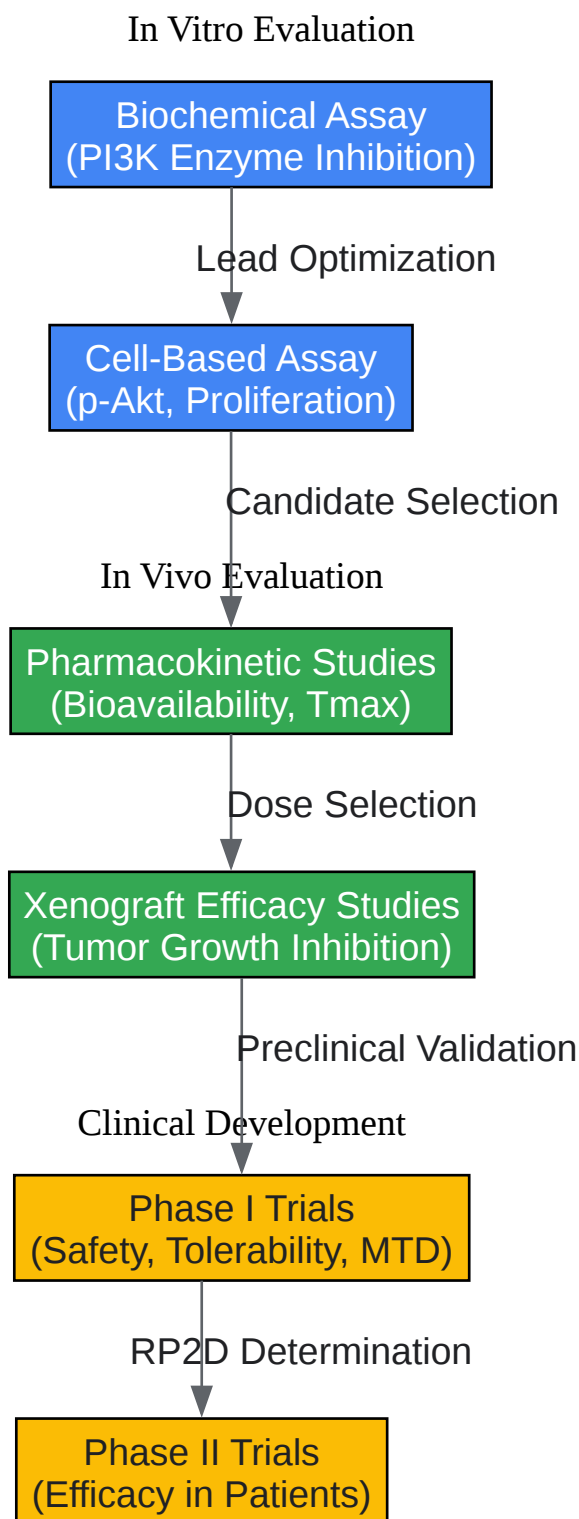 In Vitro Evaluation
Biochemical Assay
(PI3K Enzyme Inhibition)
Lead Optimization
Cell-Based Assay
(p-Akt, Proliferation)
Candidate Selection
In Vivo Evaluation
Pharmacokinetic Studies
(Bioavailability, Tmax)
Dose Selection
Xenograft Efficacy Studies
(Tumor Growth Inhibition)
Preclinical Validation
Clinical Development
Phase I Trials
(Safety, Tolerability, MTD)
RP2D Determination
Phase II Trials
(Efficacy in Patients)